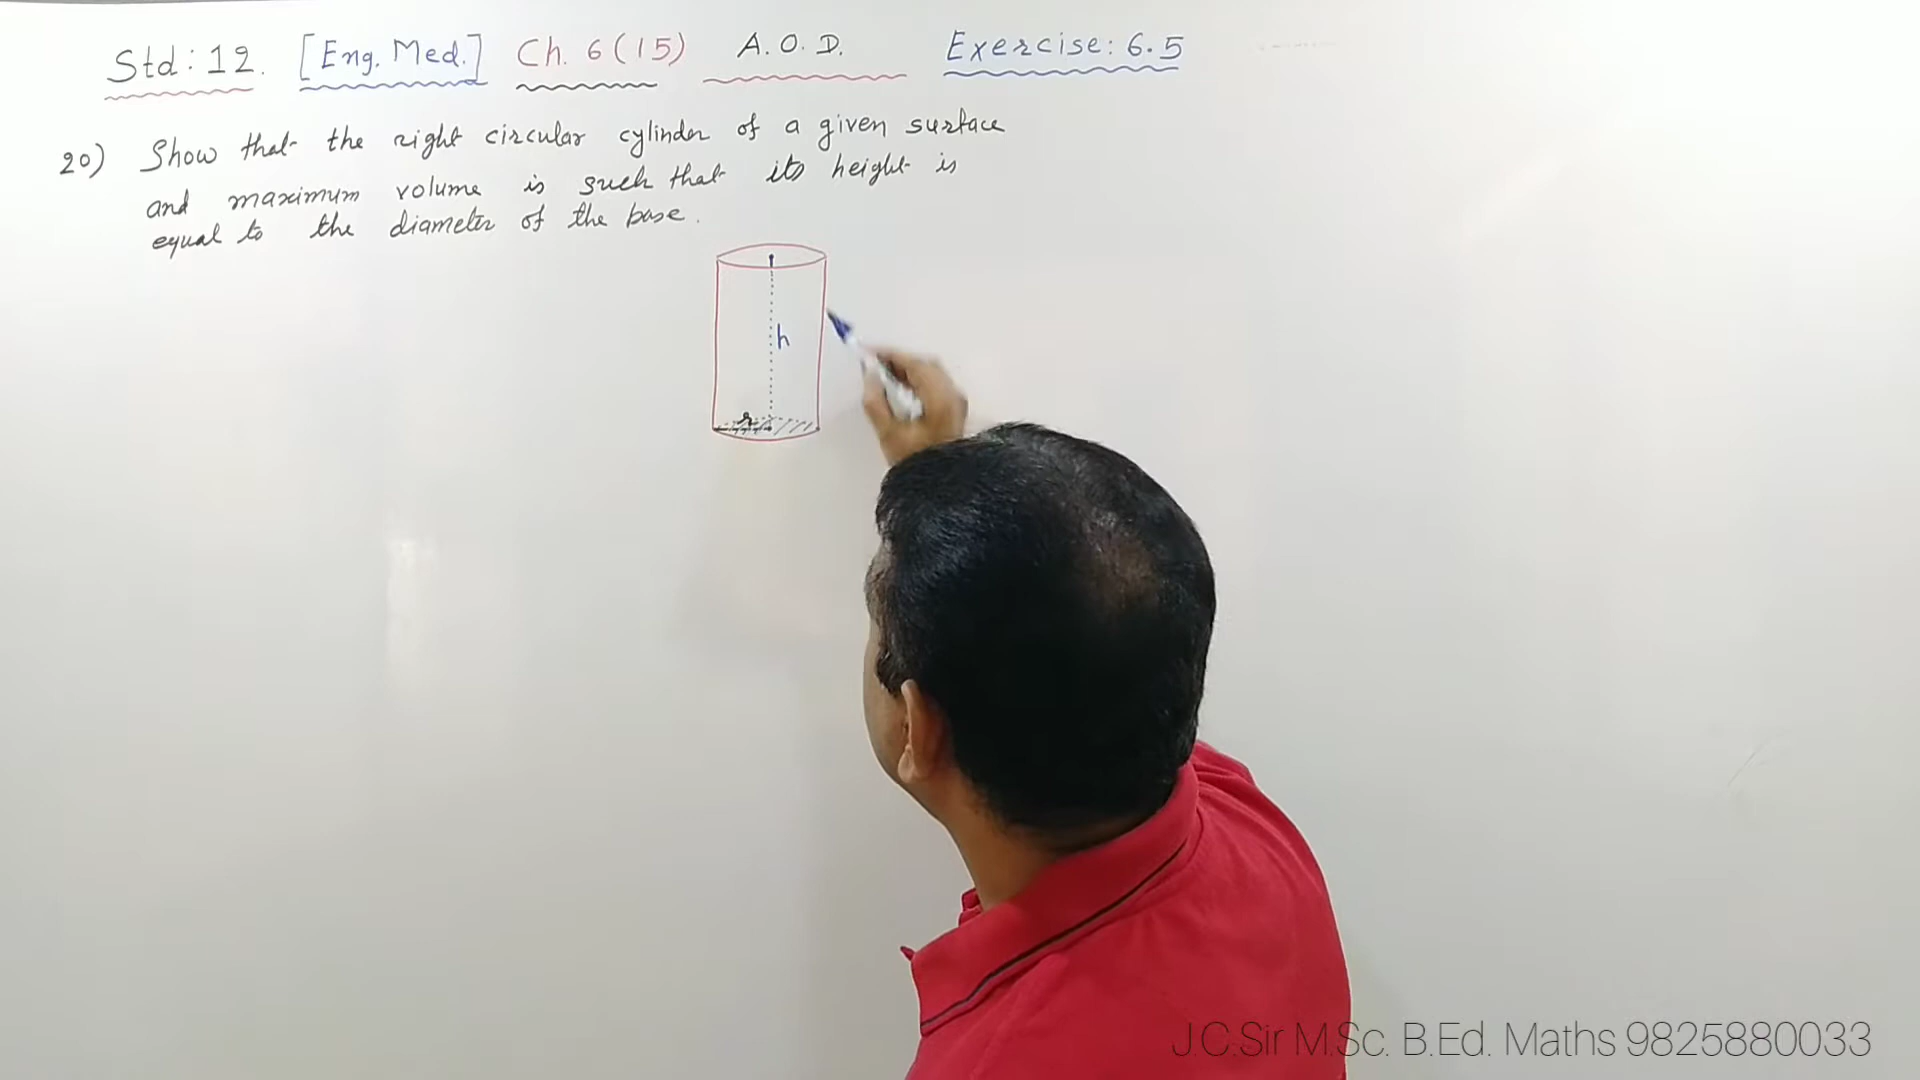 Std: 12. [Eng. Med.] Ch. 6 (15) A.O.D. Exercise: 6.5
20) Show that the right circular cylinder of a given surface
and maximum volume is such that its height is
equal to the diameter of the base.
h
r
J.C.Sir M.Sc. B.Ed. Maths 9825880033